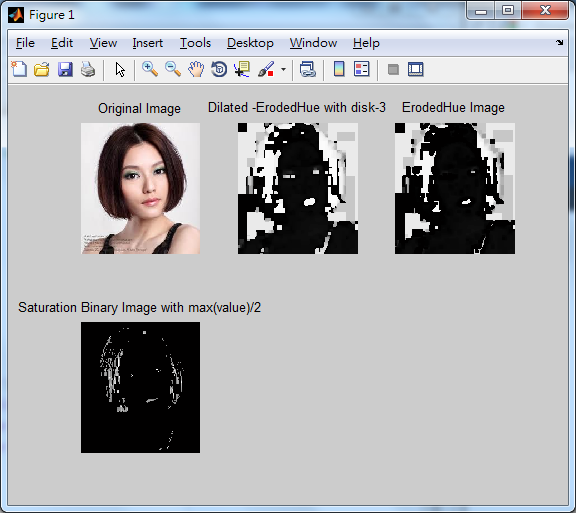 Figure 1
File Edit View Insert Tools Desktop Window Help
Original Image
Dilated -ErodedHue with disk-3
ErodedHue Image
Saturation Binary Image with max(value)/2